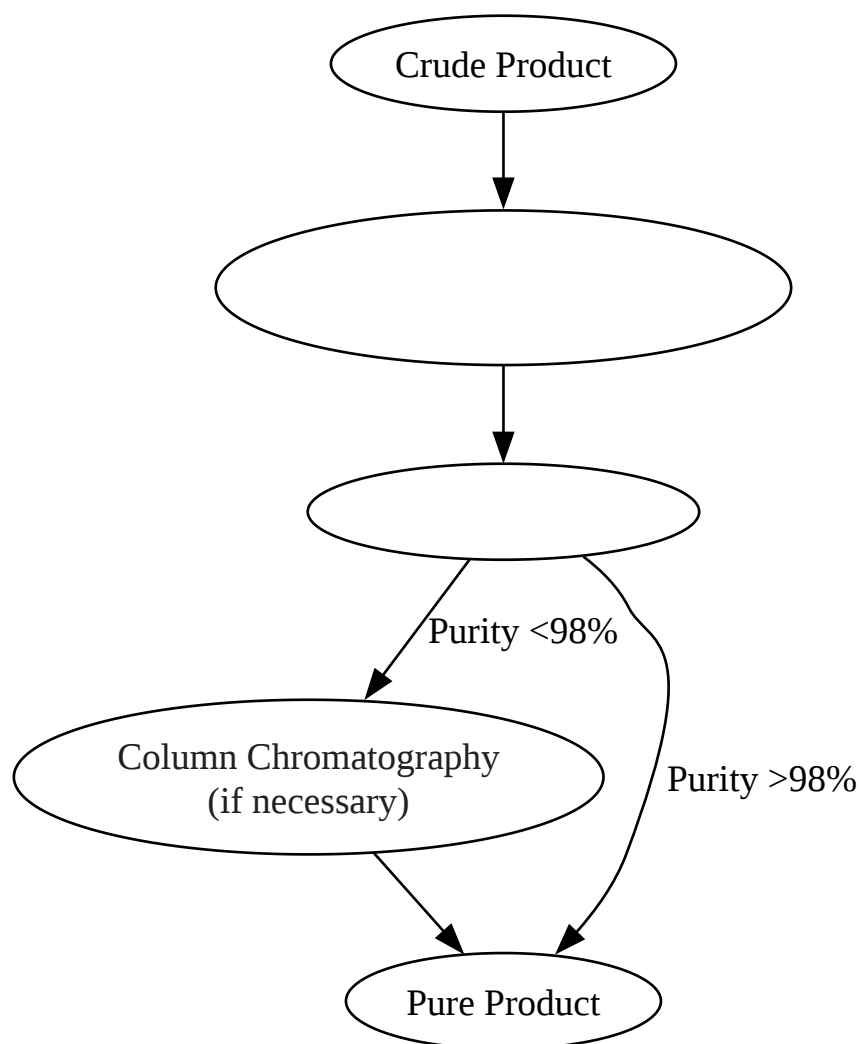 Crude Product
Purity <98%
Column Chromatography
(if necessary)
Purity >98%
Pure Product